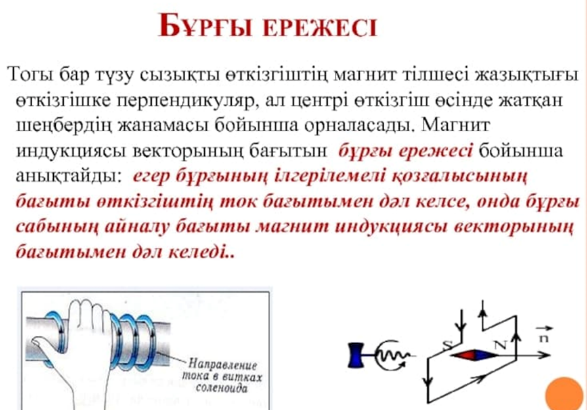 БҰРҒЫ ЕРЕЖЕСІ
Тогы бар түзу сызықты өткізгіштің магнит тілшесі жазықтығы
өткізгішке перпендикуляр, ал центрі өткізгіш өсінде жатқан
шеңбердің жанамасы бойынша орналасады. Магнит
индукциясы векторының бағытын бұрғы ережесі бойынша
анықтайды: егер бұрғының ілгерілемелі қозғалысының
бағыты өткізгіштің ток бағытымен дәл келсе, онда бұрғы
сабының айналу бағыты магнит индукциясы векторының
бағытымен дәл келеді..
Направление
тока в витках
соленоида
S N n